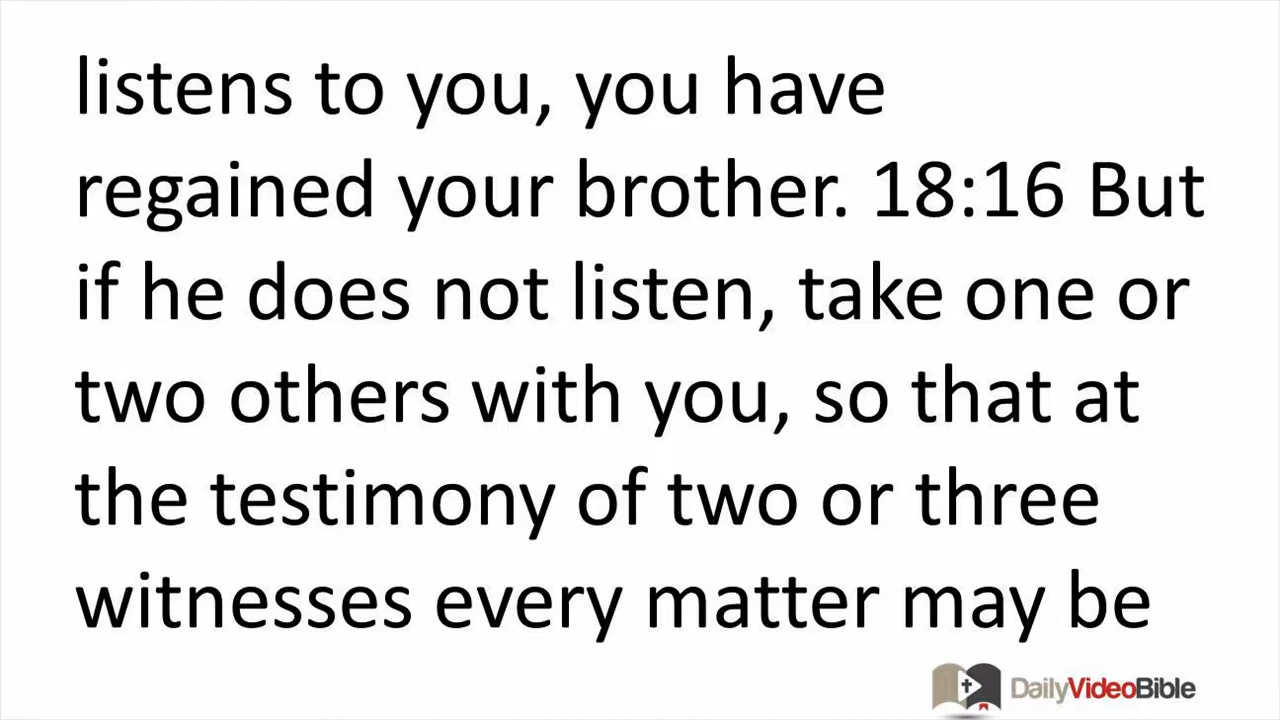 listens to you, you have
regained your brother. 18:16 But
if he does not listen, take one or
two others with you, so that at
the testimony of two or three
witnesses every matter may be
DailyVideoBible